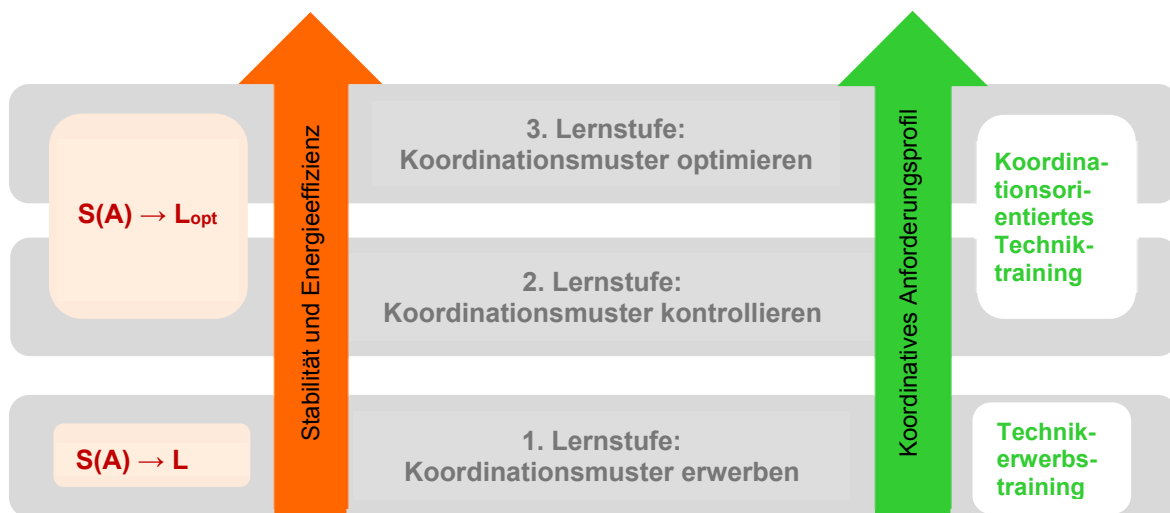 3. Lernstufe:
Koordinationsmuster optimieren
S(A) → Lopt
Stabilität und Energieeffizienz
Koordinatives Anforderungsprofil
Koordina-
tionsori-
entiertes
Technik-
training
2. Lernstufe:
Koordinationsmuster kontrollieren
1. Lernstufe:
Koordinationsmuster erwerben
S(A) → L
Technik-
erwerbs-
training